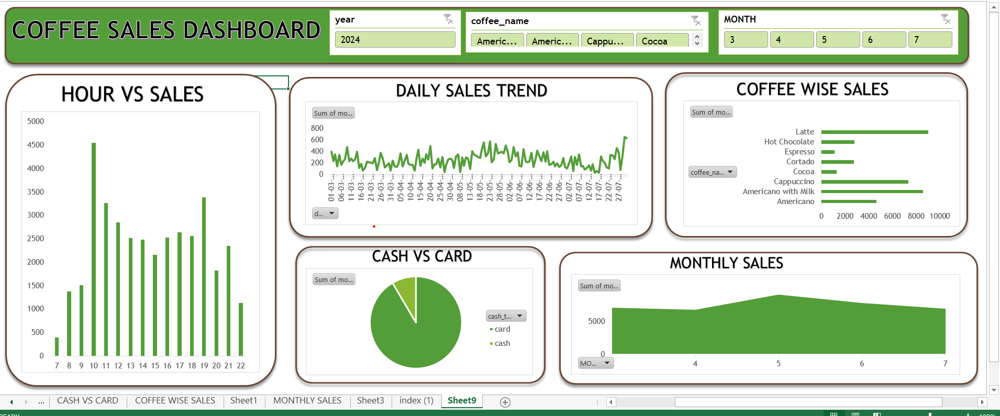 COFFEE SALES DASHBOARD
year
2024
coffee_name
Americ...
Americ...
Cappu...
Cocoa
MONTH
3
4
5
6
7
HOUR VS SALES
5000
4500
4000
3500
3000
2500
2000
1500
1000
500
0
7 8 9 10 11 12 13 14 15 16 17 18 19 20 21 22
DAILY SALES TREND
Sum of mo...
800
600
400
200
0
01-03-...
06-03-...
11-03-...
16-03-...
21-03-...
26-03-...
31-03-...
05-04-...
10-04-...
15-04-...
20-04-...
25-04-...
30-04-...
08-05-...
13-05-...
18-05-...
23-05-...
28-05-...
02-06-...
07-06-...
12-06-...
17-06-...
22-06-...
27-06-...
02-07-...
07-07-...
12-07-...
17-07-...
22-07-...
27-07-...
d...
COFFEE WISE SALES
Sum of mo...
coffee_na...
Latte
Hot Chocolate
Espresso
Cortado
Cocoa
Cappuccino
Americano with Milk
Americano
0 2000 4000 6000 8000 10000
CASH VS CARD
Sum of mo...
cash_t...
card
cash
MONTHLY SALES
Sum of mo...
5000
0
MO...
4 5 6 7
... CASH VS CARD COFFEE WISE SALES Sheet1 MONTHLY SALES Sheet3 index (1) Sheet9